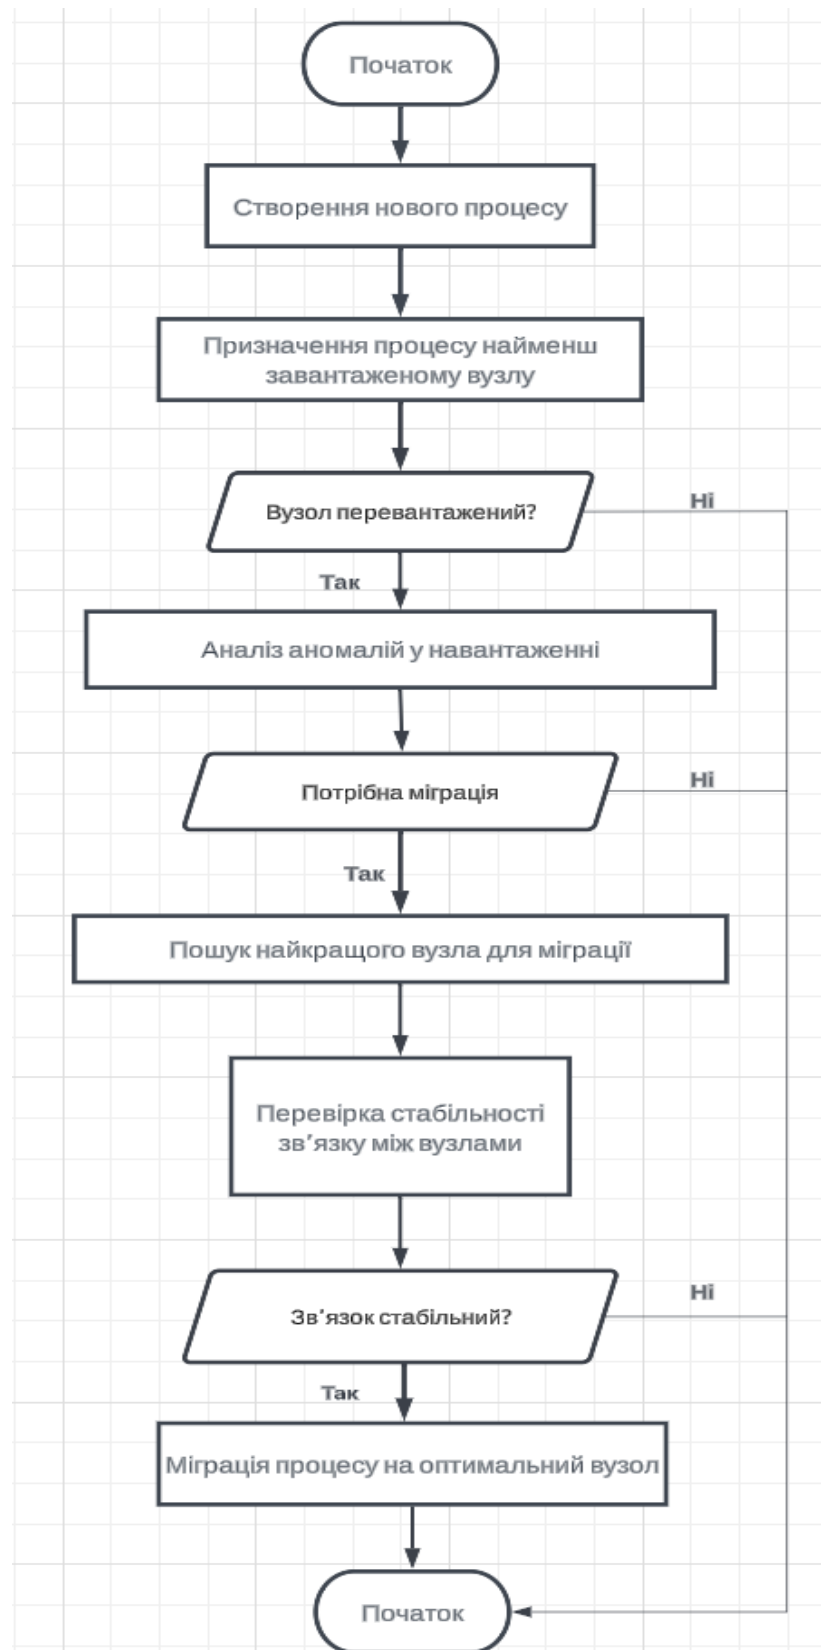 Початок
Створення нового процесу
Призначення процесу найменш
завантаженому вузлу
Вузол перевантажений?
Ні
Так
Аналіз аномалій у навантаженні
Потрібна міграція
Ні
Так
Пошук найкращого вузла для міграції
Перевірка стабільності
зв’язку між вузлами
Зв’язок стабільний?
Ні
Так
Міграція процесу на оптимальний вузол
Початок